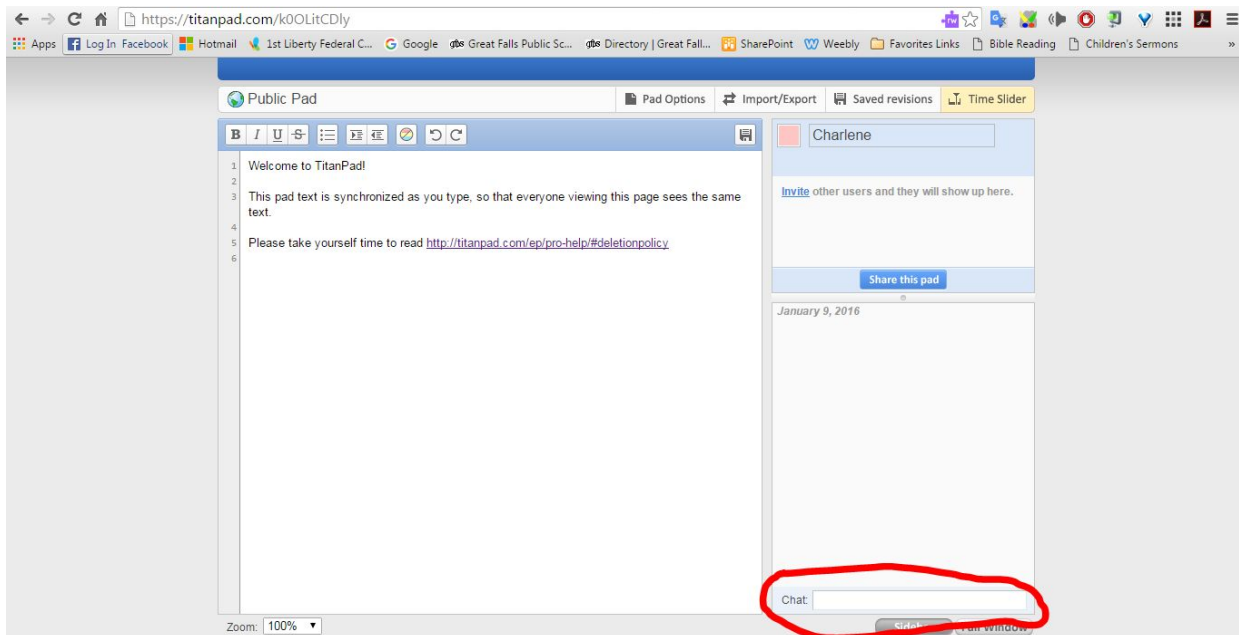 https://titanpad.com/k0OLitCDly
Apps Log In Facebook Hotmail 1st Liberty Federal C... Google gfps Great Falls Public Sc... gfps Directory | Great Fall... SharePoint Weebly Favorites Links Bible Reading Children's Sermons »
Public Pad Pad Options Import/Export Saved revisions Time Slider
B I U S
Charlene
1 Welcome to TitanPad!
2
3 This pad text is synchronized as you type, so that everyone viewing this page sees the same
text.
4
5 Please take yourself time to read http://titanpad.com/ep/pro-help/#deletionpolicy
6
Invite other users and they will show up here.
Share this pad
January 9, 2016
Chat:
Zoom: 100%
Full Window